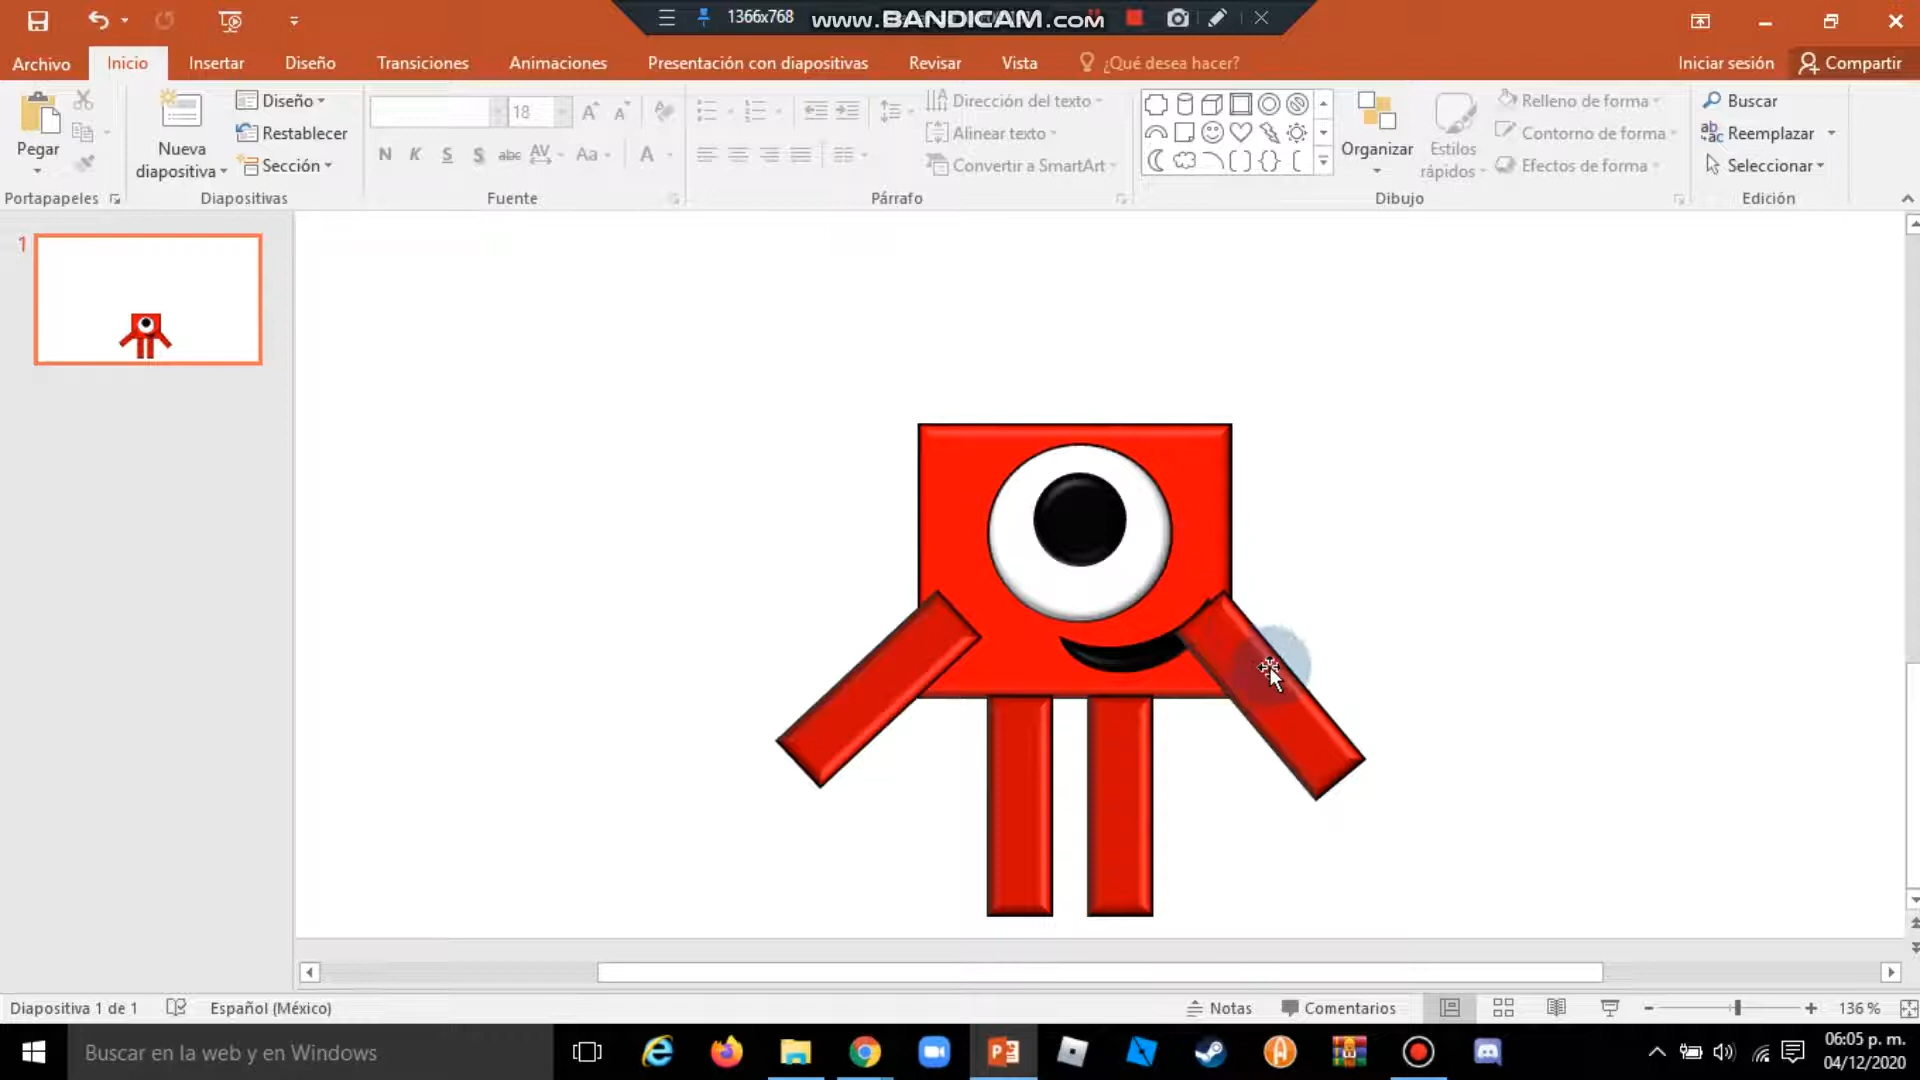 1366x768
www.BANDICAM.com
Archivo
Inicio
Insertar
Diseño
Transiciones
Animaciones
Presentación con diapositivas
Revisar
Vista
¿Qué desea hacer?
Iniciar sesión
Compartir
Pegar
Portapapeles
Nueva
diapositiva
Diseño
Restablecer
Sección
Diapositivas
18
N K S S abc AV Aa A
Fuente
Dirección del texto
Alinear texto
Convertir a SmartArt
Párrafo
Organizar
Estilos
rápidos
Relleno de forma
Contorno de forma
Efectos de forma
Dibujo
Buscar
Reemplazar
Seleccionar
Edición
1
Diapositiva 1 de 1
Español (México)
Notas
Comentarios
136 %
Buscar en la web y en Windows
06:05 p. m.
04/12/2020